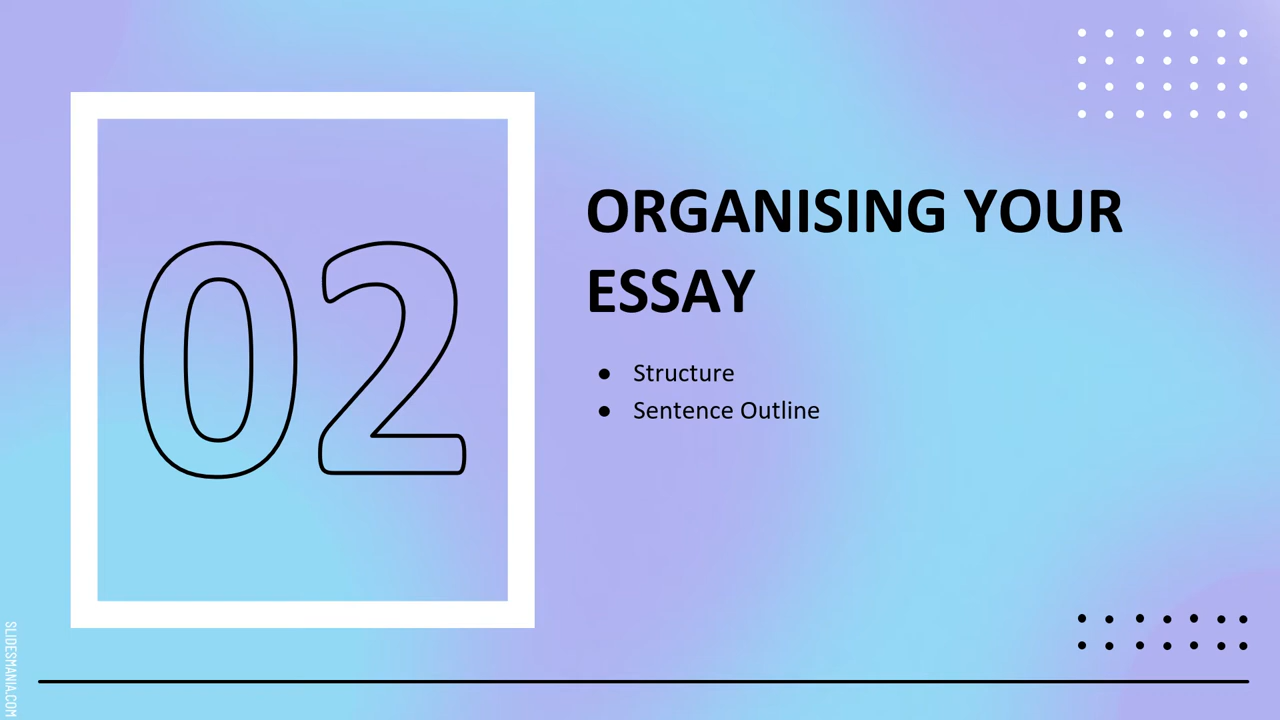 02
ORGANISING YOUR
ESSAY
● Structure
● Sentence Outline
SLIDESMANIA.COM